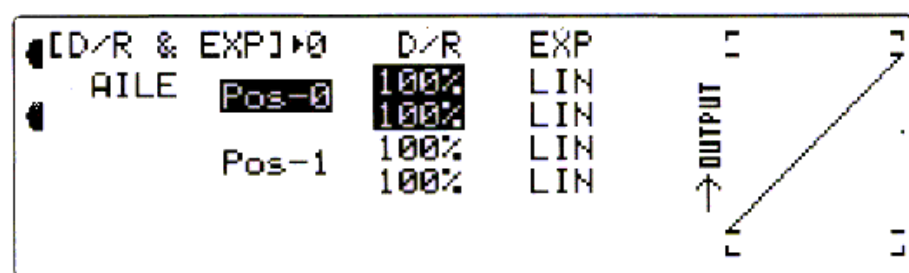 [D/R & EXP]▸0 D/R EXP
AILE Pos-0 100% LIN
100% LIN
Pos-1 100% LIN
100% LIN
→OUTPUT